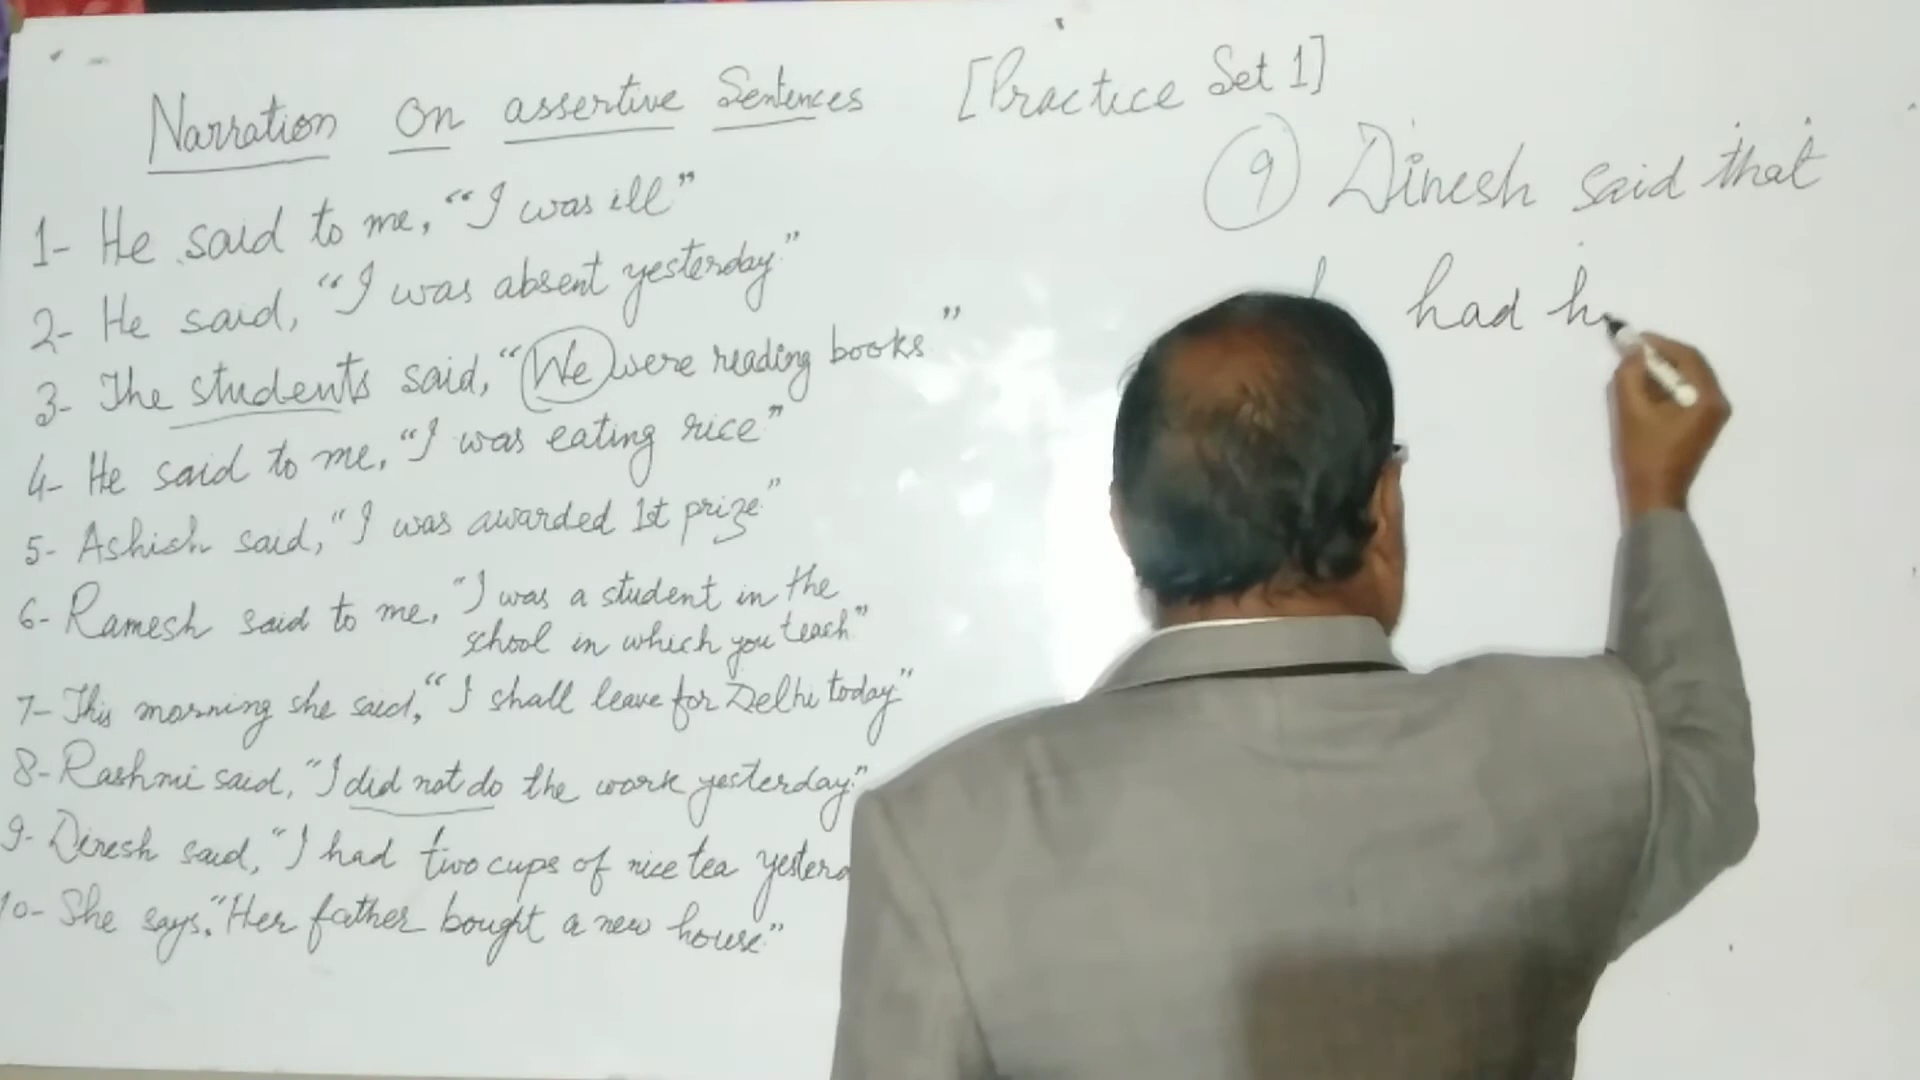 Narration on assertive Sentences [Practice Set 1]
1- He said to me, "I was ill"
2- He said, "I was absent yesterday."
3- The students said, "We were reading books."
4- He said to me, "I was eating rice."
5- Ashish said, "I was awarded 1st prize."
6- Ramesh said to me, "I was a student in the
school in which you teach."
7- This morning she said, "I shall leave for Delhi today"
8- Rashmi said, "I did not do the work yesterday."
9- Dinesh said, "I had two cups of nice tea
10- She says, "Her father bought a new house."
9 Dinesh said that
had